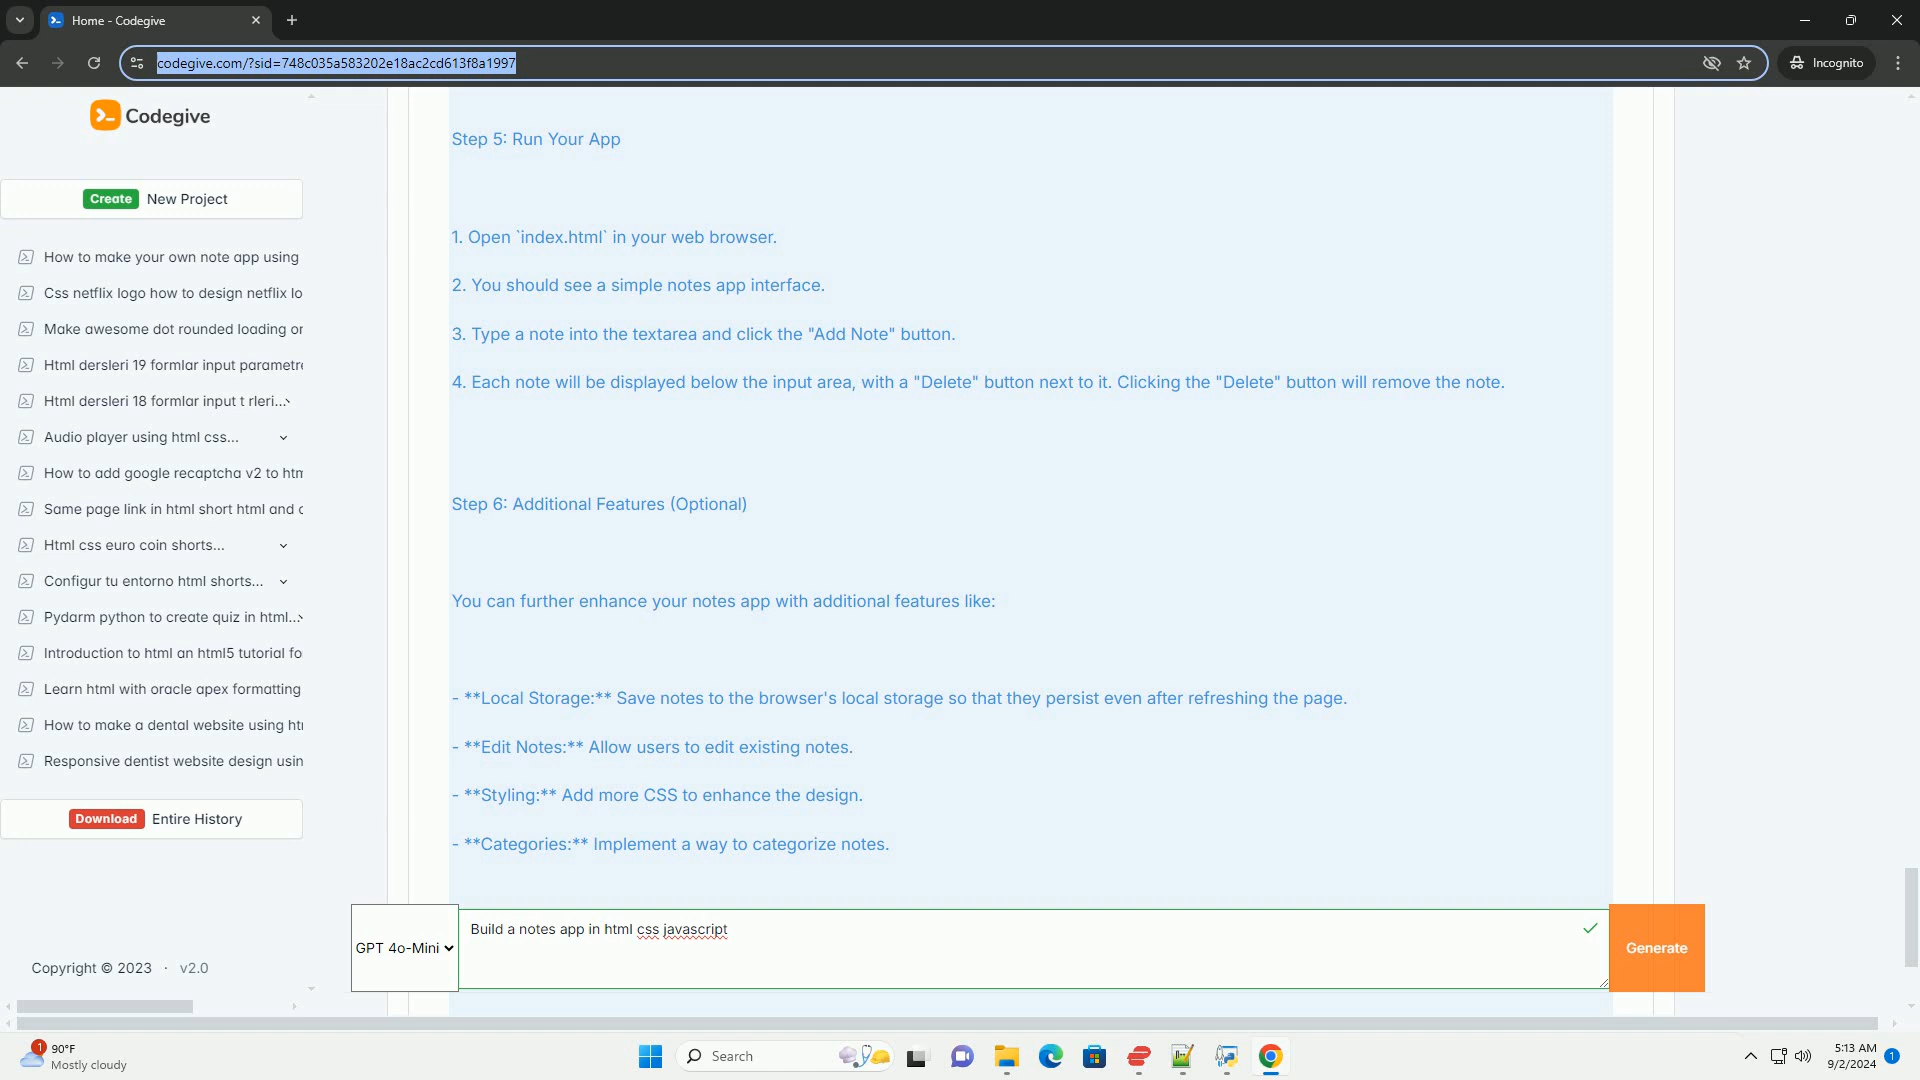 Home - Codegive
codegive.com/?sid=748c035a583202e18ac2cd613f8a1997
Incognito
Codegive
Create New Project
How to make your own note app using
Css netflix logo how to design netflix lo
Make awesome dot rounded loading or
Html dersleri 19 formlar input parametre
Html dersleri 18 formlar input t rleri...
Audio player using html css...
How to add google recaptcha v2 to htm
Same page link in html short html and c
Html css euro coin shorts...
Configur tu entorno html shorts...
Pydarm python to create quiz in html...
Introduction to html an html5 tutorial fo
Learn html with oracle apex formatting
How to make a dental website using htm
Responsive dentist website design usin
Download Entire History
Copyright © 2023 · v2.0
Step 5: Run Your App
1. Open `index.html` in your web browser.
2. You should see a simple notes app interface.
3. Type a note into the textarea and click the "Add Note" button.
4. Each note will be displayed below the input area, with a "Delete" button next to it. Clicking the "Delete" button will remove the note.
Step 6: Additional Features (Optional)
You can further enhance your notes app with additional features like:
- **Local Storage:** Save notes to the browser's local storage so that they persist even after refreshing the page.
- **Edit Notes:** Allow users to edit existing notes.
- **Styling:** Add more CSS to enhance the design.
- **Categories:** Implement a way to categorize notes.
GPT 4o-Mini
Build a notes app in html css javascript
Generate
1
90°F
Mostly cloudy
Search
5:13 AM
9/2/2024
1